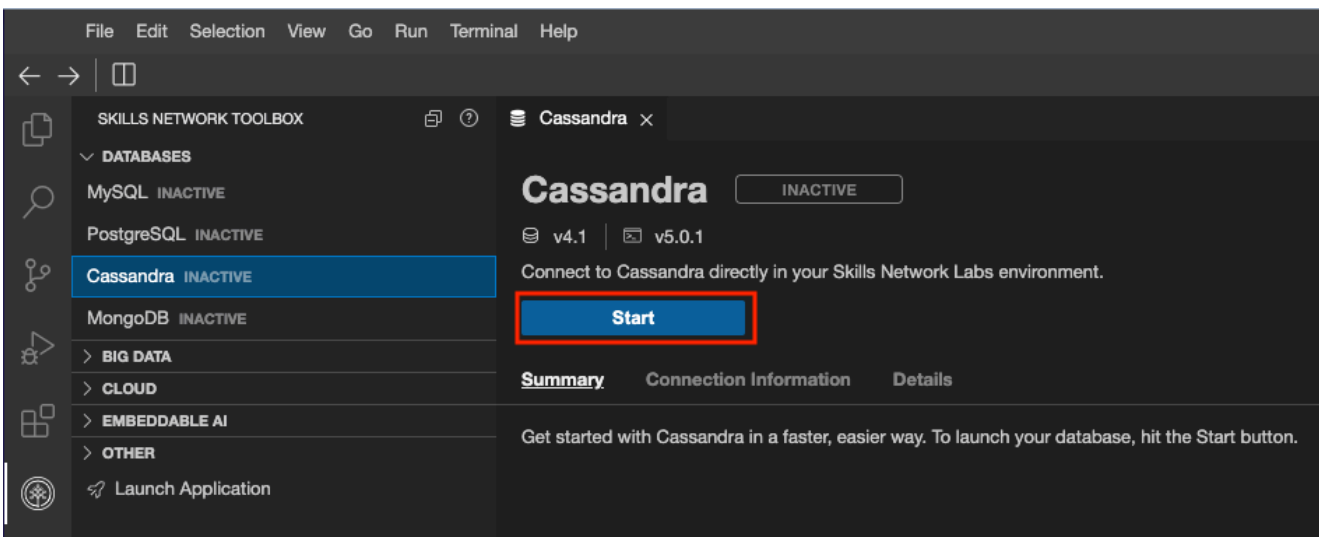 File Edit Selection View Go Run Terminal Help
SKILLS NETWORK TOOLBOX
DATABASES
MySQL INACTIVE
PostgreSQL INACTIVE
Cassandra INACTIVE
MongoDB INACTIVE
BIG DATA
CLOUD
EMBEDDABLE AI
OTHER
Launch Application
Cassandra
Cassandra INACTIVE
v4.1 v5.0.1
Connect to Cassandra directly in your Skills Network Labs environment.
Start
Summary Connection Information Details
Get started with Cassandra in a faster, easier way. To launch your database, hit the Start button.